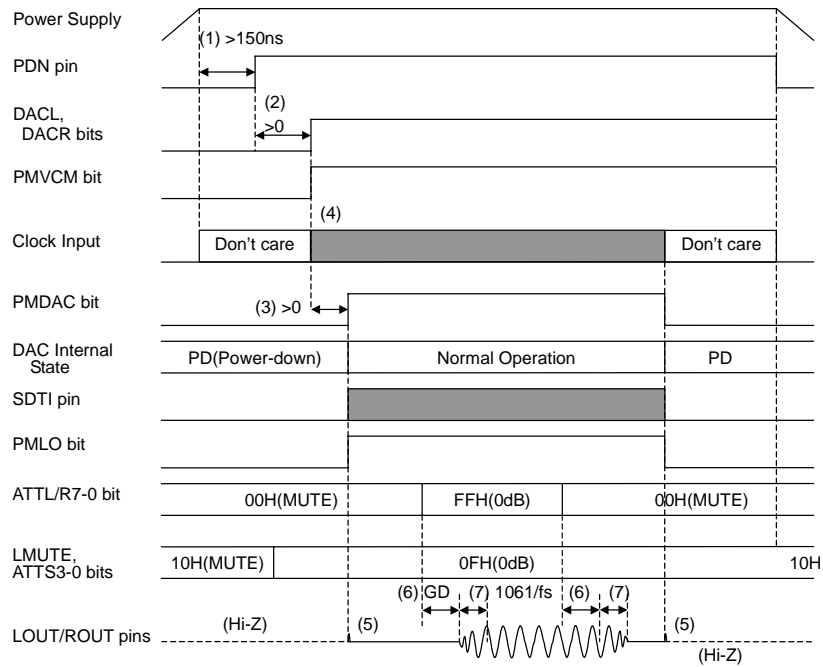 Power Supply
(1) >150ns
PDN pin
DACL,
DACR bits
(2)
>0
PMVCM bit
(4)
Clock Input
Don't care
Don't care
PMDAC bit
(3) >0
DAC Internal
State
PD(Power-down)
Normal Operation
PD
SDTI pin
PMLO bit
ATTL/R7-0 bit
00H(MUTE)
FFH(0dB)
00H(MUTE)
LMUTE,
ATTS3-0 bits
10H(MUTE)
0FH(0dB)
10H
(6) GD (7) 1061/fs (6) (7)
LOUT/ROUT pins
(Hi-Z)
(5)
(5)
(Hi-Z)